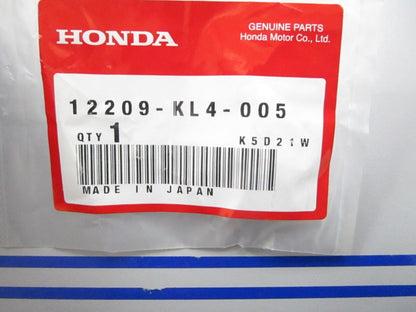 HONDA
GENUINE PARTS
Honda Motor Co., Ltd.
12209-KL4-005
QTY 1 K5D21W
MADE IN JAPAN